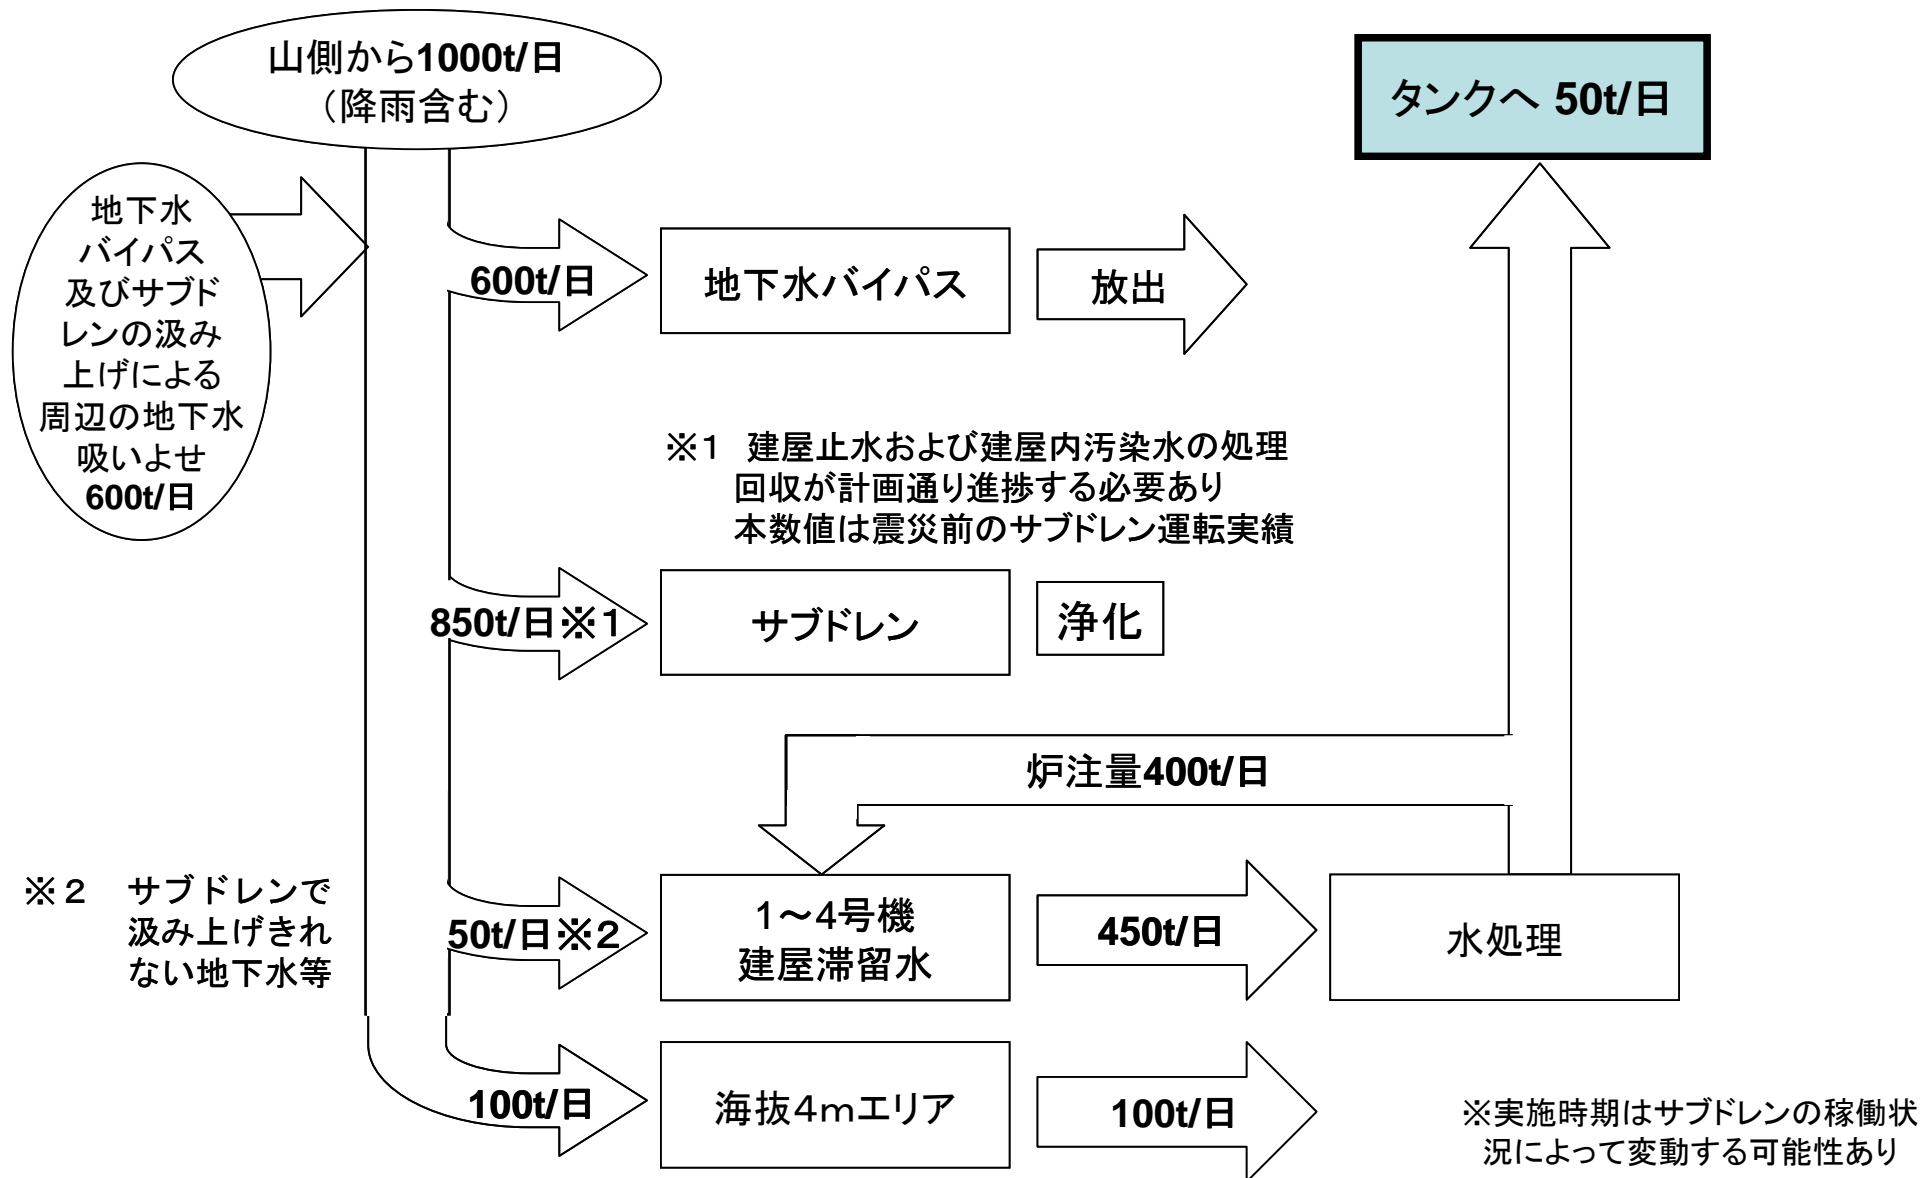 山側から1000t/日
（降雨含む）
タンクへ 50t/日
地下水
バイパス
及びサブド
レンの汲み
上げによる
周辺の地下水
吸いよせ
600t/日
600t/日
地下水バイパス
放出
※1 建屋止水および建屋内汚染水の処理
回収が計画通り進捗する必要あり
本数値は震災前のサブドレン運転実績
850t/日※1
サブドレン
浄化
炉注量400t/日
※2 サブドレンで
汲み上げきれ
ない地下水等
50t/日※2
1～4号機
建屋滞留水
450t/日
水処理
100t/日
海抜4mエリア
100t/日
※実施時期はサブドレンの稼働状
況によって変動する可能性あり